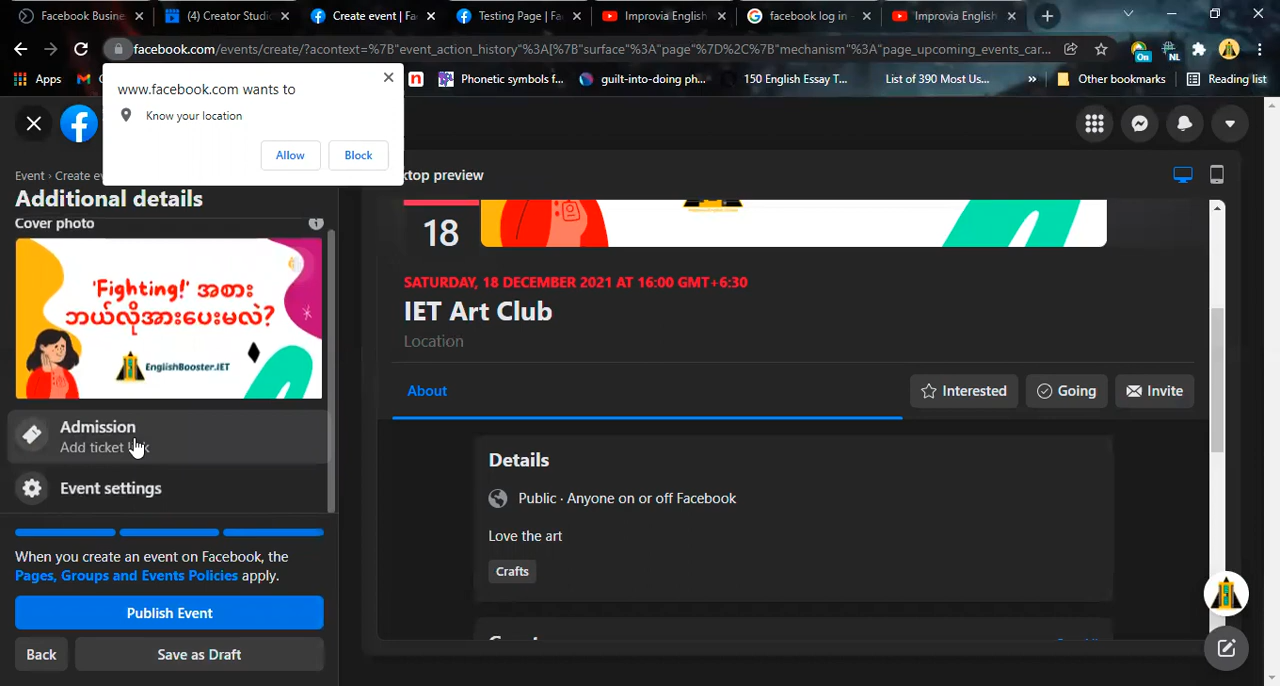 Facebook Busine
(4) Creator Studi
Create event | Fa
Testing Page | Fa
Improvia English
facebook log in
Improvia English
facebook.com/events/create/?acontext=%7B"event_action_history"%3A[%7B"surface"%3A"page"%7D%2C%7B"mechanism"%3A"page_upcoming_events_car...
On
NL
Apps
M
n
Phonetic symbols f...
guilt-into-doing ph...
150 English Essay T...
List of 390 Most Us...
»
Other bookmarks
Reading list
www.facebook.com wants to
Know your location
Allow
Block
Event › Create ev
Additional details
Cover photo
'Fighting!' အစား
ဘယ်လိုအားပေးမလဲ?
EnglishBooster.IET
Admission
Add ticket
Event settings
When you create an event on Facebook, the
Pages, Groups and Events Policies apply.
Publish Event
Back
Save as Draft
ktop preview
18
SATURDAY, 18 DECEMBER 2021 AT 16:00 GMT+6:30
IET Art Club
Location
About
Interested
Going
Invite
Details
Public · Anyone on or off Facebook
Love the art
Crafts